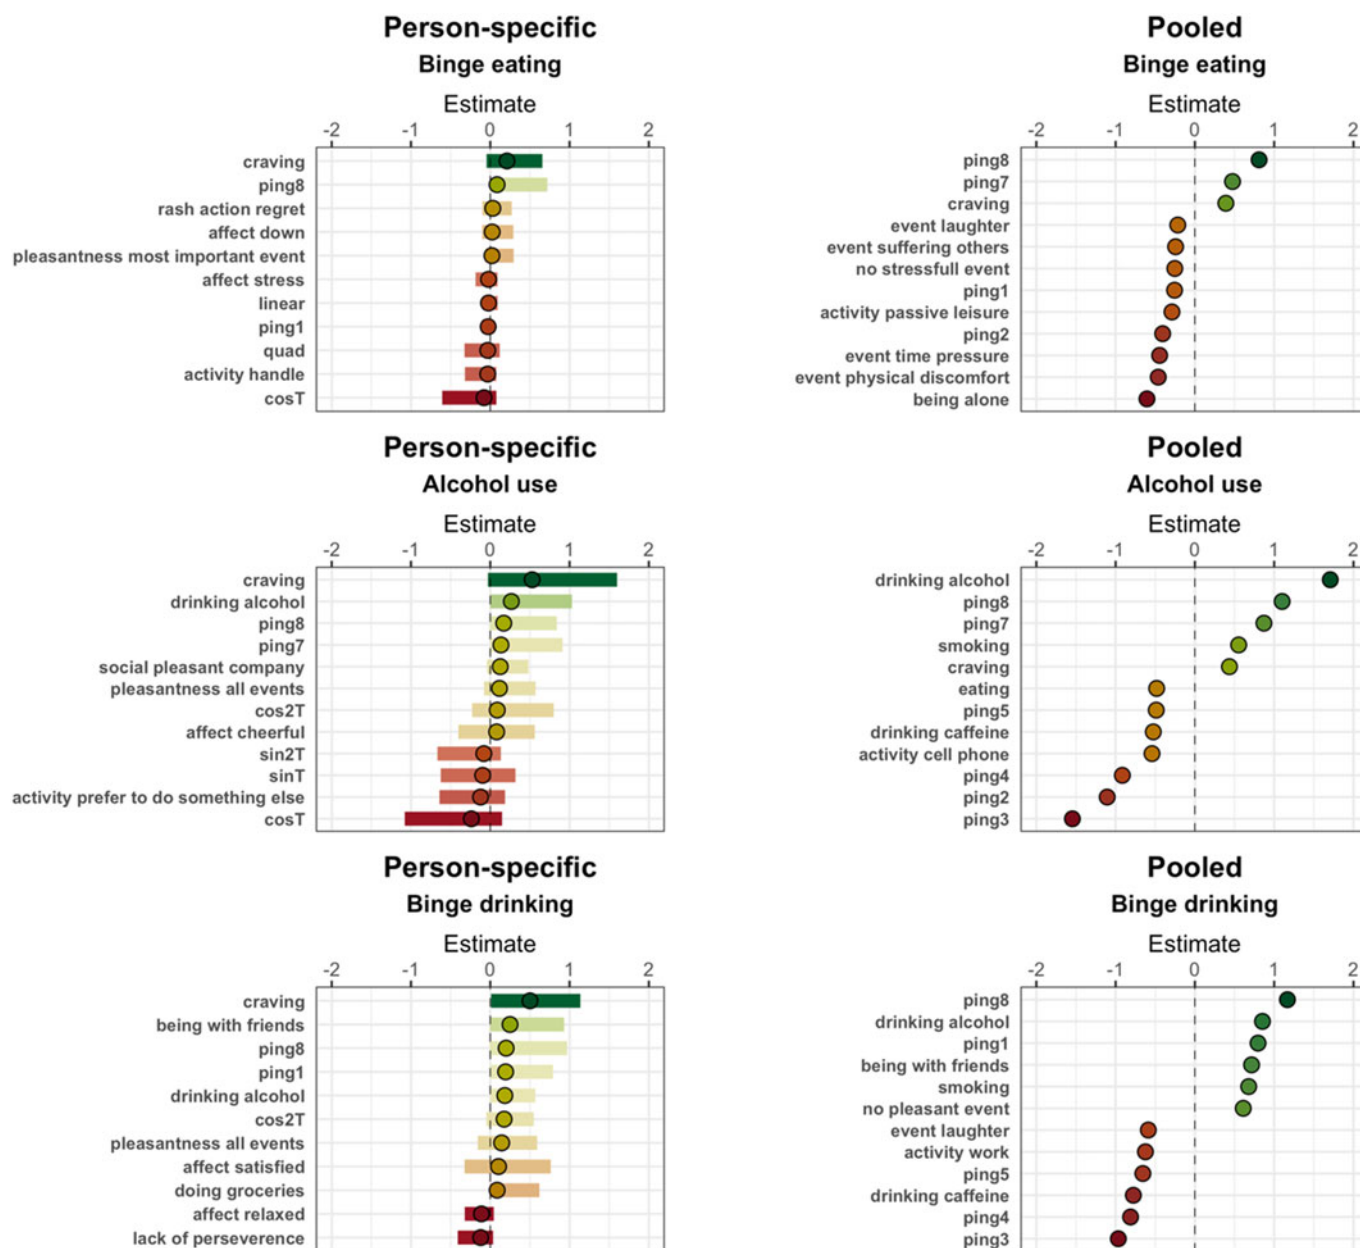 Person-specific
Binge eating
Estimate
-2 -1 0 1 2
craving
ping8
rash action regret
affect down
pleasantness most important event
affect stress
linear
ping1
quad
activity handle
cosT
Pooled
Binge eating
Estimate
-2 -1 0 1 2
ping8
ping7
craving
event laughter
event suffering others
no stressfull event
ping1
activity passive leisure
ping2
event time pressure
event physical discomfort
being alone
Person-specific
Alcohol use
Estimate
-2 -1 0 1 2
craving
drinking alcohol
ping8
ping7
social pleasant company
pleasantness all events
cos2T
affect cheerful
sin2T
sinT
activity prefer to do something else
cosT
Pooled
Alcohol use
Estimate
-2 -1 0 1 2
drinking alcohol
ping8
ping7
smoking
craving
eating
ping5
drinking caffeine
activity cell phone
ping4
ping2
ping3
Person-specific
Binge drinking
Estimate
-2 -1 0 1 2
craving
being with friends
ping8
ping1
drinking alcohol
cos2T
pleasantness all events
affect satisfied
doing groceries
affect relaxed
lack of perseverence
Pooled
Binge drinking
Estimate
-2 -1 0 1 2
ping8
drinking alcohol
ping1
being with friends
smoking
no pleasant event
event laughter
activity work
ping5
drinking caffeine
ping4
ping3